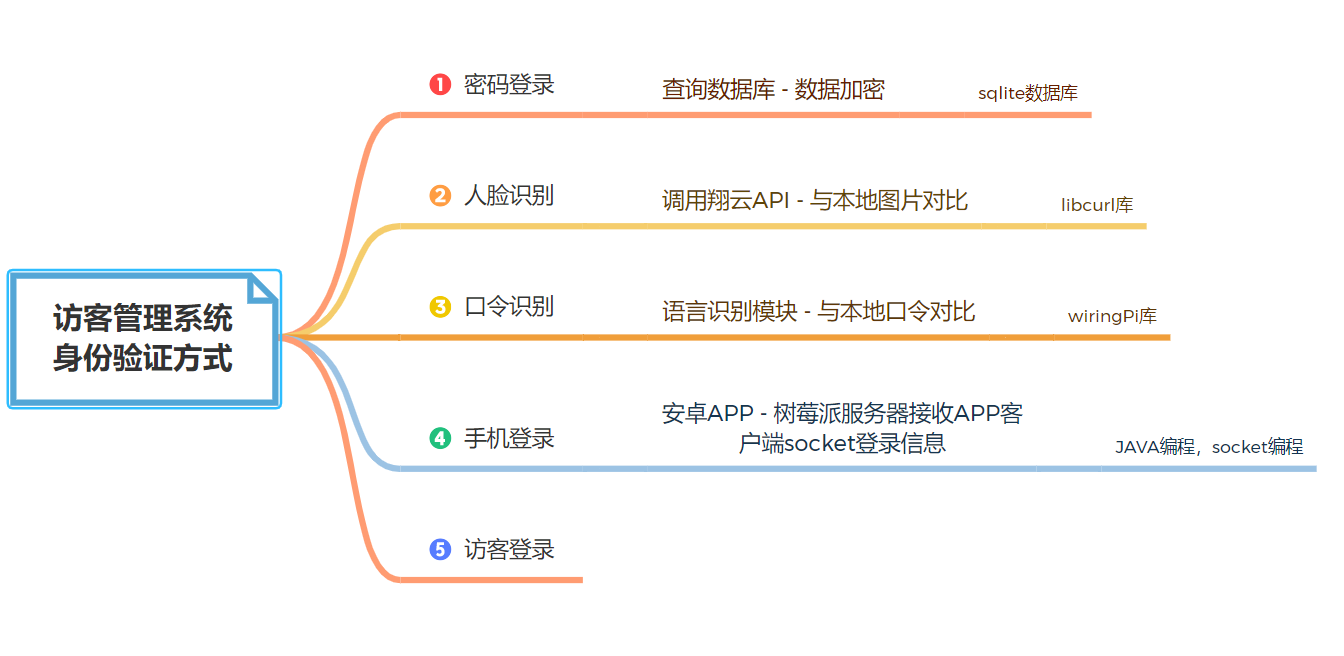 访客管理系统
身份验证方式
1 密码登录
查询数据库 - 数据加密
sqlite数据库
2 人脸识别
调用翔云API - 与本地图片对比
libcurl库
3 口令识别
语言识别模块 - 与本地口令对比
wiringPi库
4 手机登录
安卓APP - 树莓派服务器接收APP客
户端socket登录信息
JAVA编程，socket编程
5 访客登录